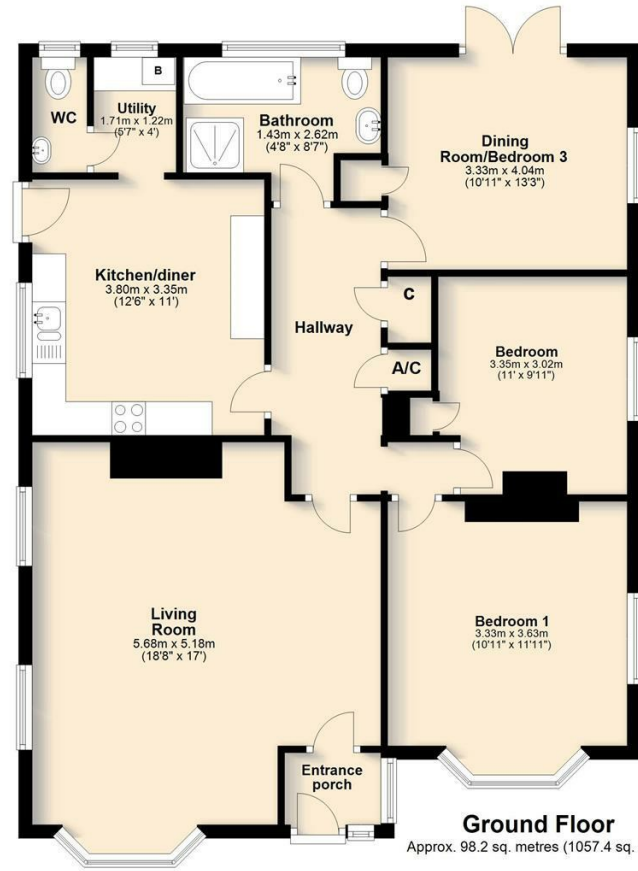 B
WC
Utility
1.71m x 1.22m
(5'7" x 4')
Bathroom
1.43m x 2.62m
(4'8" x 8'7")
Dining
Room/Bedroom 3
3.33m x 4.04m
(10'11" x 13'3")
Kitchen/diner
3.80m x 3.35m
(12'6" x 11')
Hallway
C
A/C
Bedroom
3.35m x 3.02m
(11' x 9'11")
Living
Room
5.68m x 5.18m
(18'8" x 17')
Bedroom 1
3.33m x 3.63m
(10'11" x 11'11")
Entrance
porch
Ground Floor
Approx. 98.2 sq. metres (1057.4 sq.